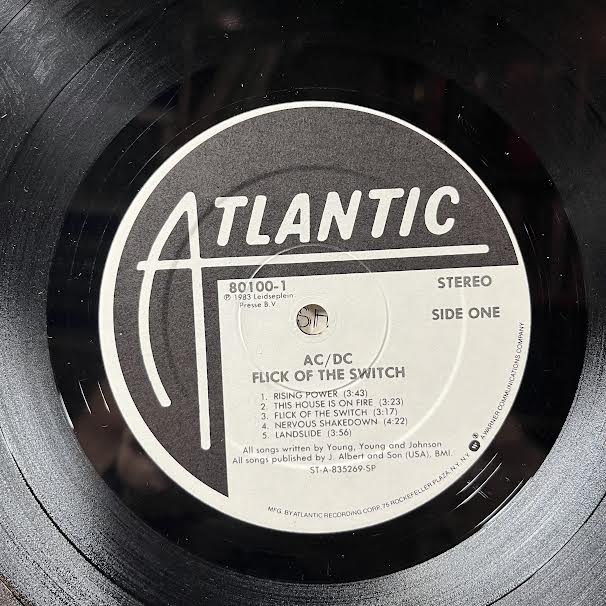 ATLANTIC
80100-1
STEREO
℗ 1983 Leidseplein
Presse B.V.
SIDE ONE
AC/DC
FLICK OF THE SWITCH
1. RISING POWER (3:43)
2. THIS HOUSE IS ON FIRE (3:23)
3. FLICK OF THE SWITCH (3:17)
4. NERVOUS SHAKEDOWN (4:22)
5. LANDSLIDE (3:56)
All songs written by Young, Young and Johnson
All songs published by J. Albert and Son (USA), BMI.
ST-A-835269-SP
MFG. BY ATLANTIC RECORDING CORP., 75 ROCKEFELLER PLAZA, N.Y., N.Y. ® A WARNER COMMUNICATIONS COMPANY